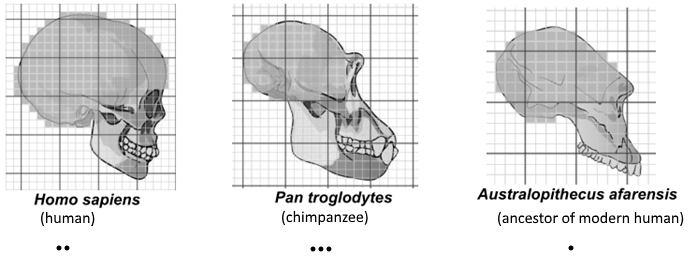 Homo sapiens
(human)
••
Pan troglodytes
(chimpanzee)
•••
Australopithecus afarensis
(ancestor of modern human)
•